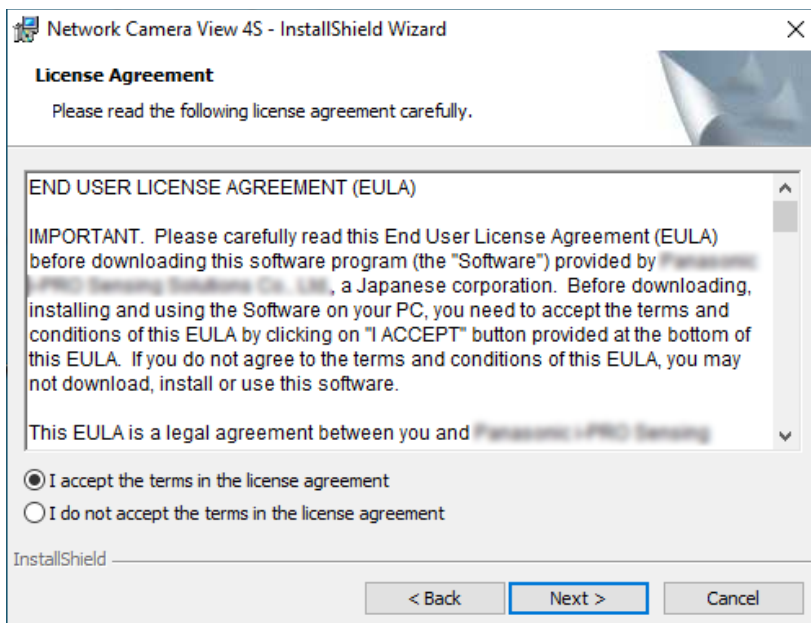 Network Camera View 4S - InstallShield Wizard
License Agreement
Please read the following license agreement carefully.
END USER LICENSE AGREEMENT (EULA)
IMPORTANT.  Please carefully read this End User License Agreement (EULA)
before downloading this software program (the "Software") provided by
, a Japanese corporation.  Before downloading,
installing and using the Software on your PC, you need to accept the terms and
conditions of this EULA by clicking on "I ACCEPT" button provided at the bottom of
this EULA.  If you do not agree to the terms and conditions of this EULA, you may
not download, install or use this software.
This EULA is a legal agreement between you and
I accept the terms in the license agreement
I do not accept the terms in the license agreement
InstallShield
< Back
Next >
Cancel